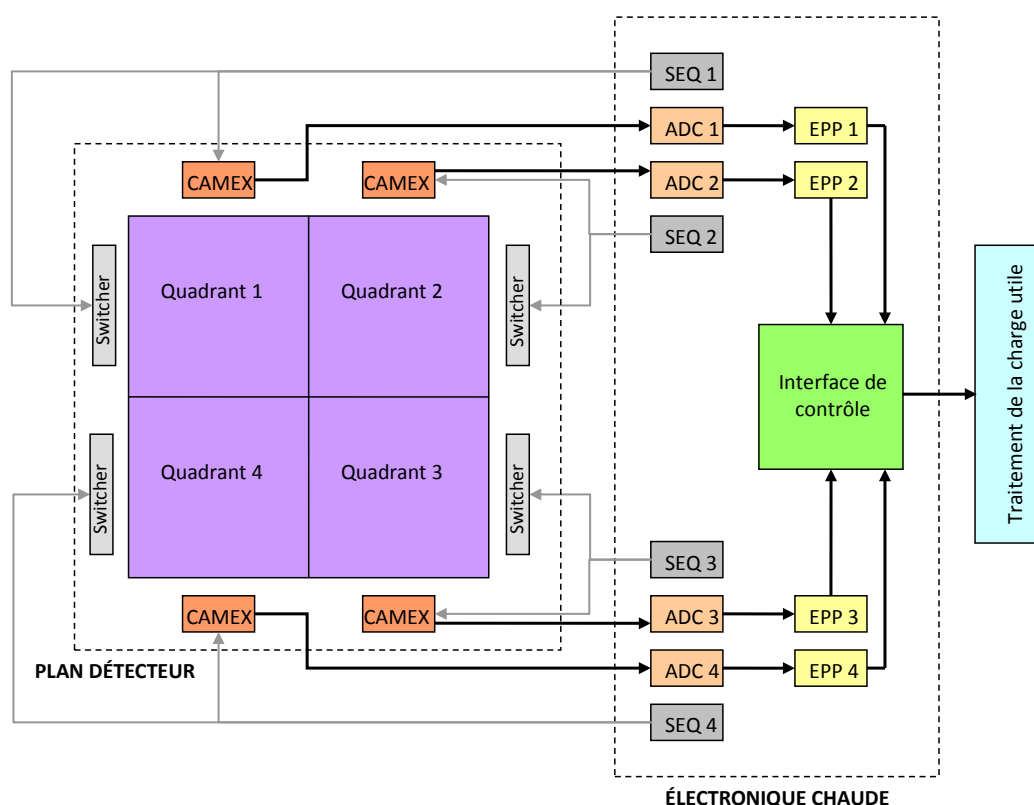 SEQ 1
ADC 1
EPP 1
CAMEX
CAMEX
ADC 2
EPP 2
SEQ 2
Switcher
Quadrant 1
Quadrant 2
Switcher
Interface de
contrôle
Traitement de la charge utile
Switcher
Quadrant 4
Quadrant 3
Switcher
SEQ 3
CAMEX
CAMEX
ADC 3
EPP 3
PLAN DÉTECTEUR
ADC 4
EPP 4
SEQ 4
ÉLECTRONIQUE CHAUDE